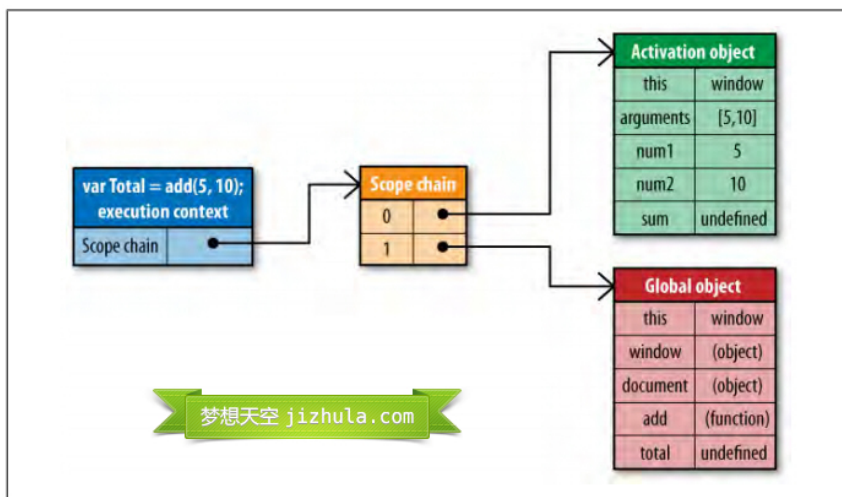 var Total = add(5, 10);
execution context
Scope chain
Scope chain
0
1
Activation object
this window
arguments [5,10]
num1 5
num2 10
sum undefined
Global object
this window
window (object)
document (object)
add (function)
total undefined
梦想天空 jizhula.com